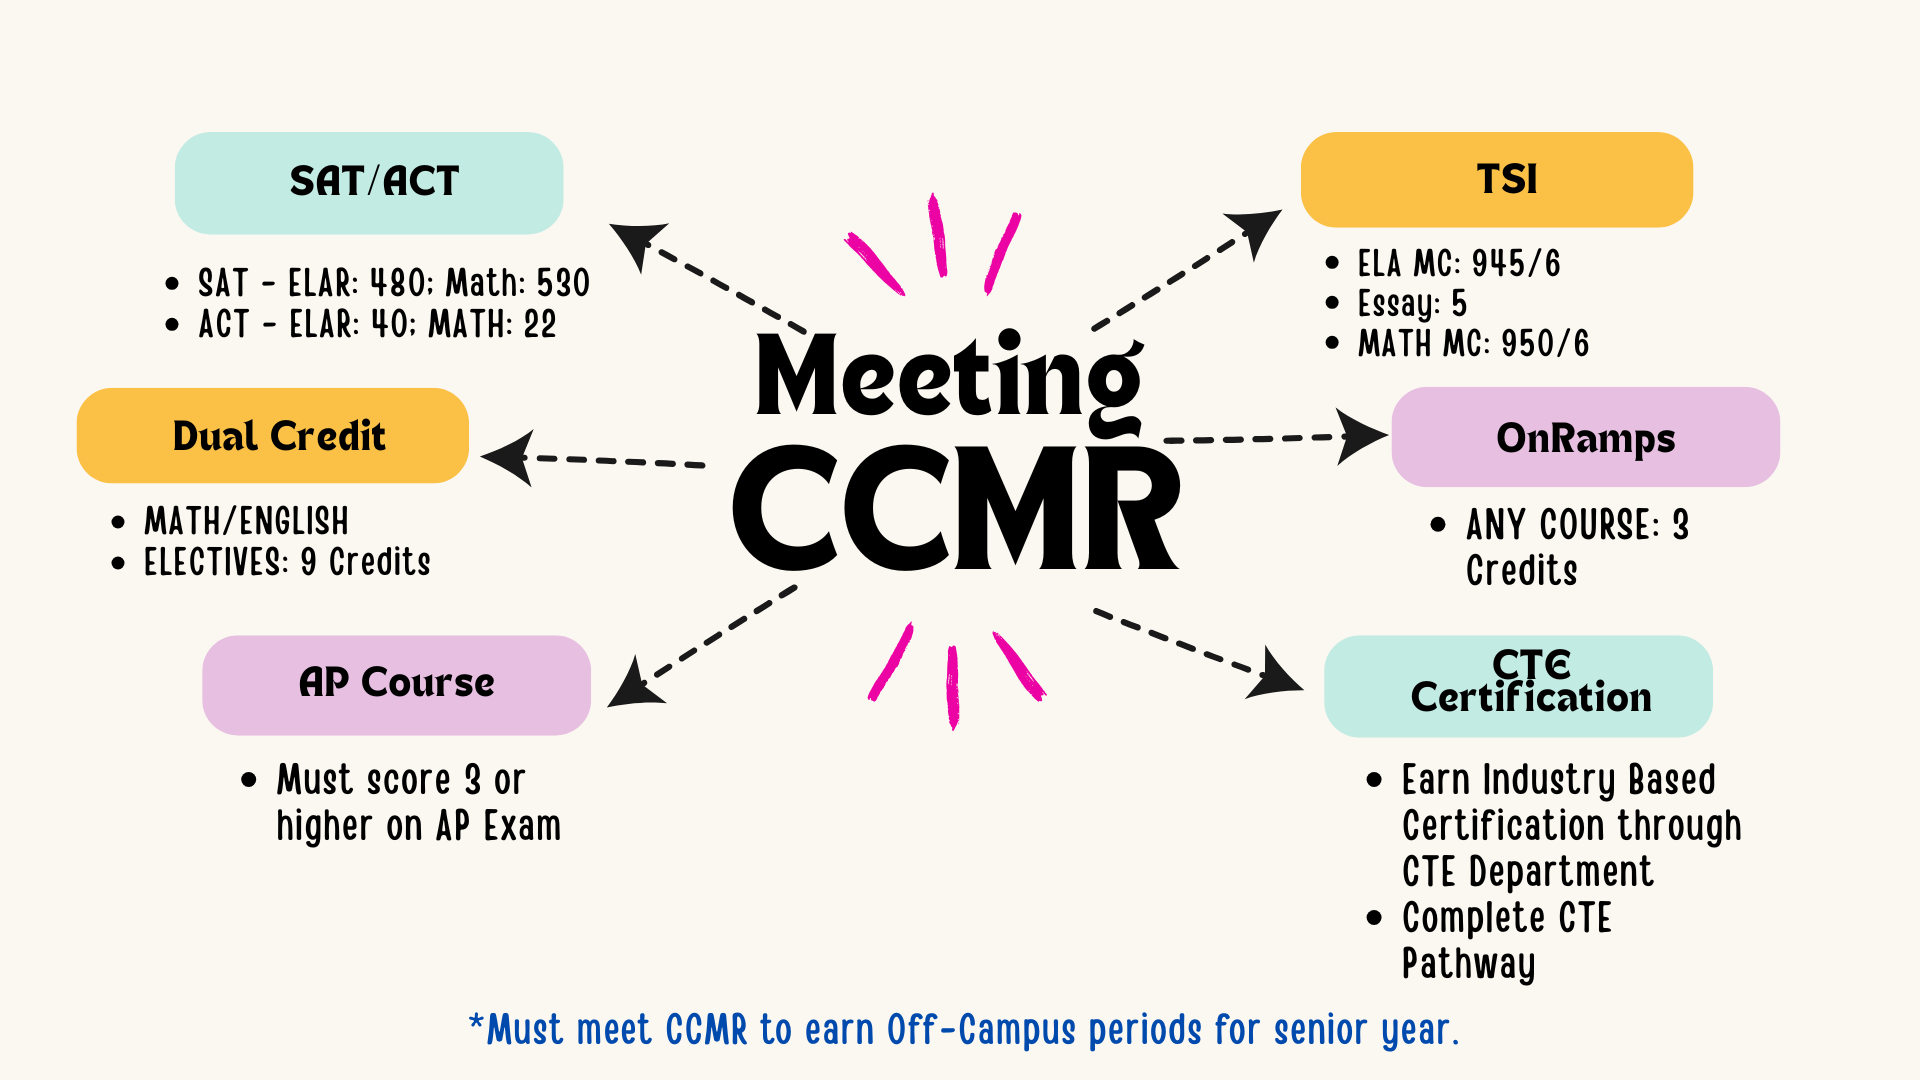 SAT/ACT
• SAT - ELAR: 480; Math: 530
• ACT - ELAR: 40; MATH: 22
Dual Credit
• MATH/ENGLISH
• ELECTIVES: 9 Credits
AP Course
• Must score 3 or
higher on AP Exam
Meeting
CCMR
TSI
• ELA MC: 945/6
• Essay: 5
• MATH MC: 950/6
OnRamps
• ANY COURSE: 3
Credits
CTE
Certification
• Earn Industry Based
Certification through
CTE Department
• Complete CTE
Pathway
*Must meet CCMR to earn Off-Campus periods for senior year.